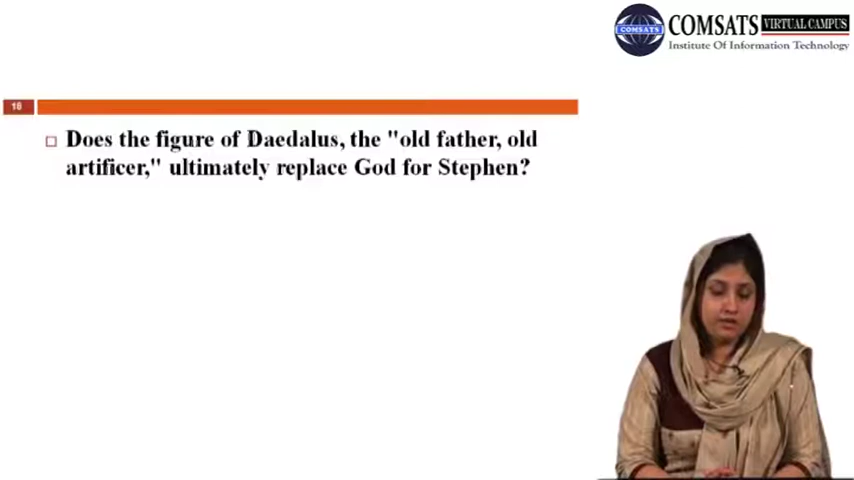 COMSATS
COMSATS VIRTUAL CAMPUS
Institute Of Information Technology
16
Does the figure of Daedalus, the "old father, old
artificer," ultimately replace God for Stephen?